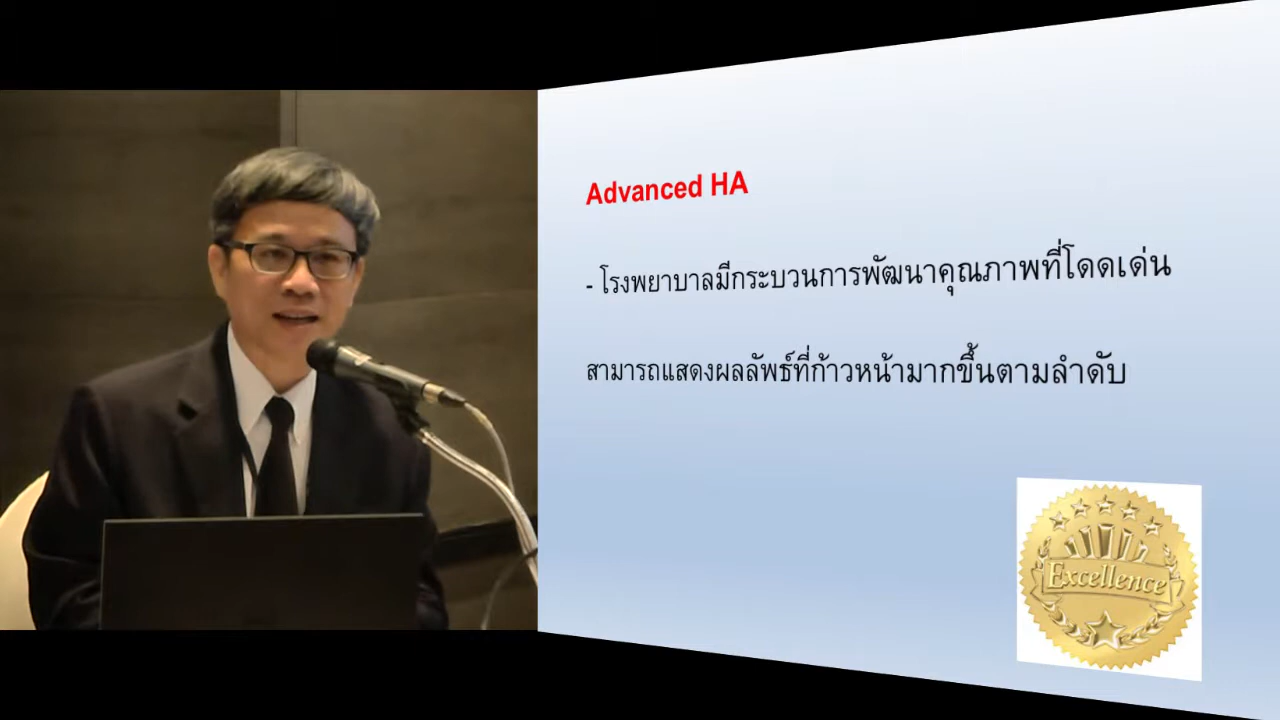 Advanced HA
- โรงพยาบาลมีกระบวนการพัฒนาคุณภาพที่โดดเด่น
สามารถแสดงผลลัพธ์ที่ก้าวหน้ามากขึ้นตามลำดับ
Excellence